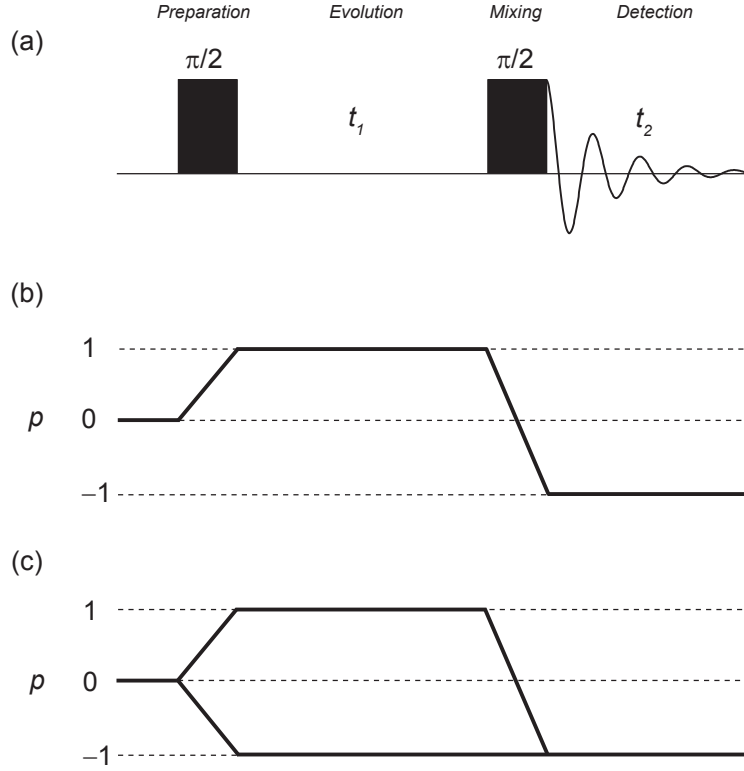 Preparation Evolution Mixing Detection
(a)
π/2 π/2
t1 t2
(b)
1
p 0
−1
(c)
1
p 0
−1